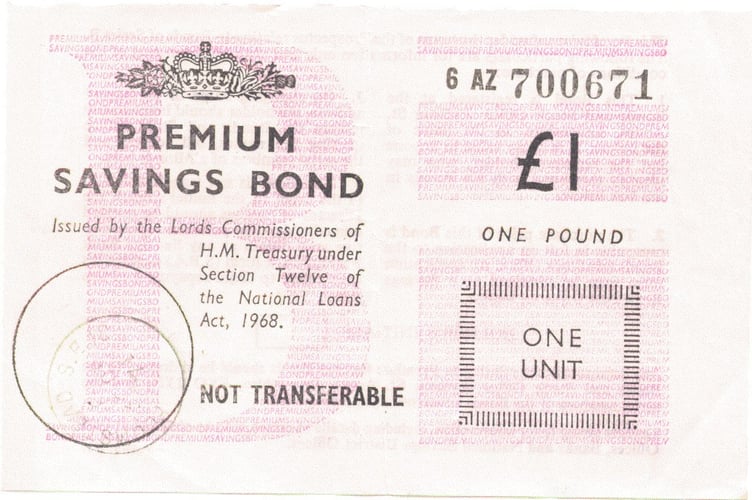 6 AZ 700671
PREMIUM
SAVINGS BOND
£1
Issued by the Lords Commissioners of
H.M. Treasury under
Section Twelve of
the National Loans
Act, 1968.
ONE POUND
ONE
UNIT
NOT TRANSFERABLE